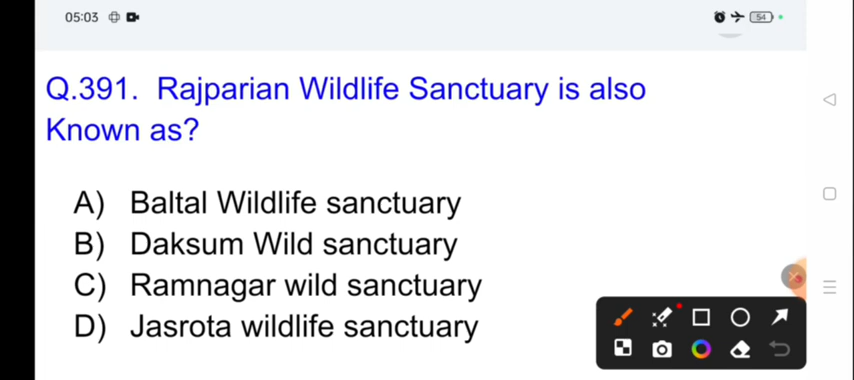 05:03 54
Q.391. Rajparian Wildlife Sanctuary is also
Known as?
A) Baltal Wildlife sanctuary
B) Daksum Wild sanctuary
C) Ramnagar wild sanctuary
D) Jasrota wildlife sanctuary